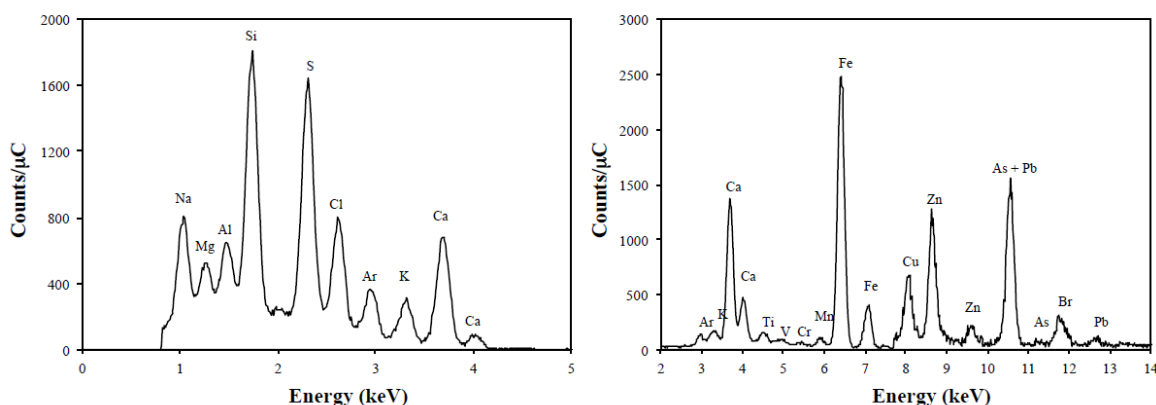 2000
1600
1200
800
400
0
Counts/μC
Si
S
Na
Mg
Al
Cl
Ar
K
Ca
Ca
0 1 2 3 4 5
Energy (keV)
3000
2500
2000
1500
1000
500
0
Counts/μC
Fe
As + Pb
Ca
Zn
Ca
Cu
Fe
Ar
K
Ti
V
Cr
Mn
Zn
As
Br
Pb
2 3 4 5 6 7 8 9 10 11 12 13 14
Energy (keV)